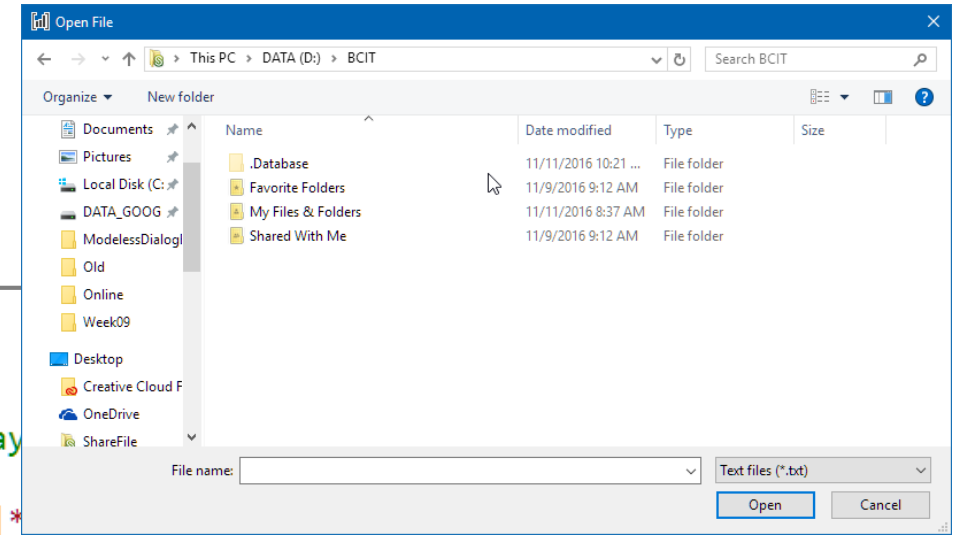 Open File
This PC > DATA (D:) > BCIT
Search BCIT
Organize
New folder
Name Date modified Type Size
Documents
Pictures
Local Disk (C:
DATA_GOOG
ModelessDialogl
Old
Online
Week09
Desktop
Creative Cloud F
OneDrive
ShareFile
.Database 11/11/2016 10:21 ... File folder
Favorite Folders 11/9/2016 9:12 AM File folder
My Files & Folders 11/11/2016 8:37 AM File folder
Shared With Me 11/9/2016 9:12 AM File folder
ay
File name:
Text files (*.txt)
*
Open
Cancel